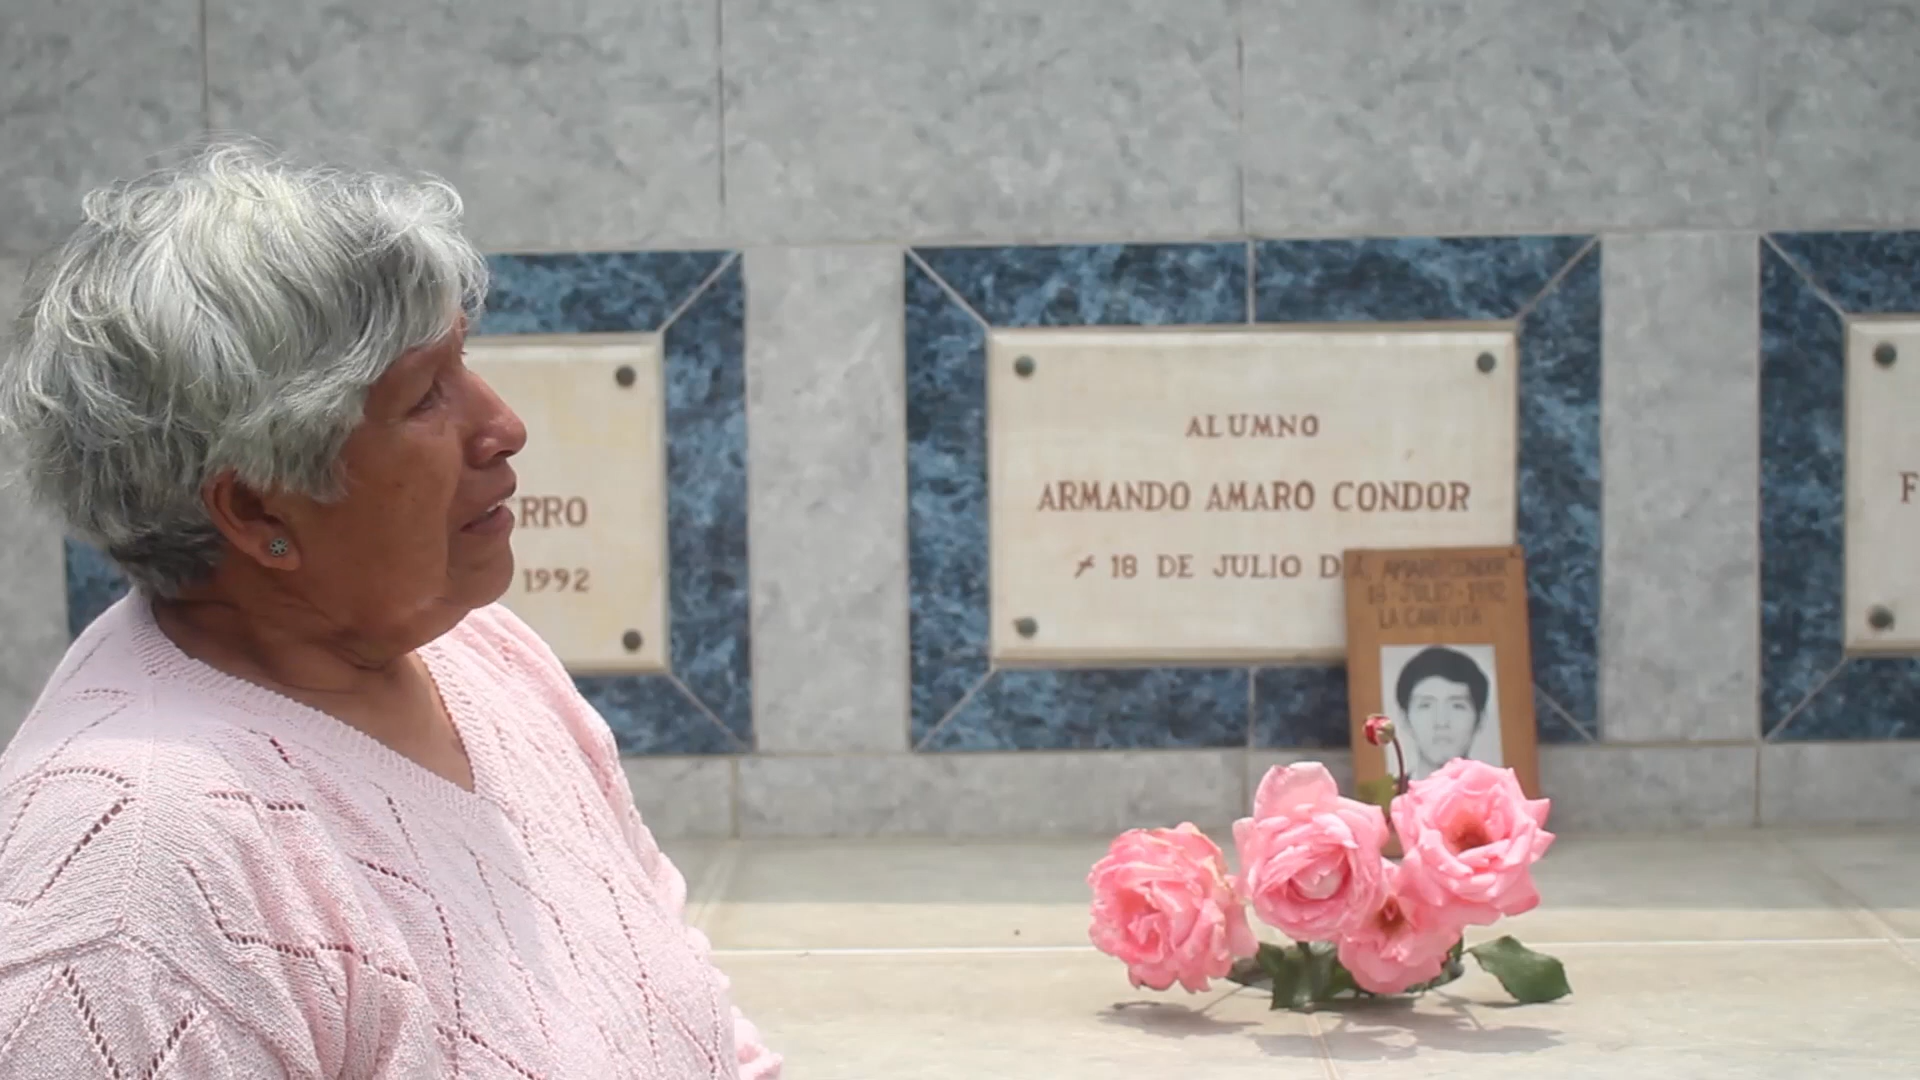 RRO
1992
ALUMNO
ARMANDO AMARO CONDOR
18 DE JULIO D
A. AMARO CONDOR
18 - JULIO - 1992
LA CANTUTA
F